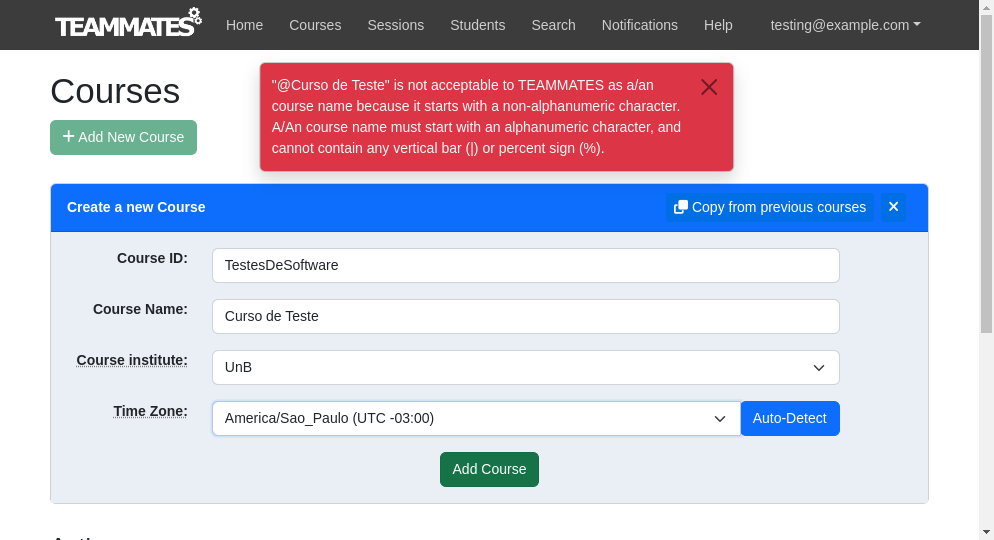 TEAMMATES Home Courses Sessions Students Search Notifications Help testing@example.com
Courses
"@Curso de Teste" is not acceptable to TEAMMATES as a/an
course name because it starts with a non-alphanumeric character.
A/An course name must start with an alphanumeric character, and
cannot contain any vertical bar (|) or percent sign (%).
+ Add New Course
Create a new Course Copy from previous courses
Course ID: TestesDeSoftware
Course Name: Curso de Teste
Course institute: UnB
Time Zone: America/Sao_Paulo (UTC -03:00) Auto-Detect
Add Course